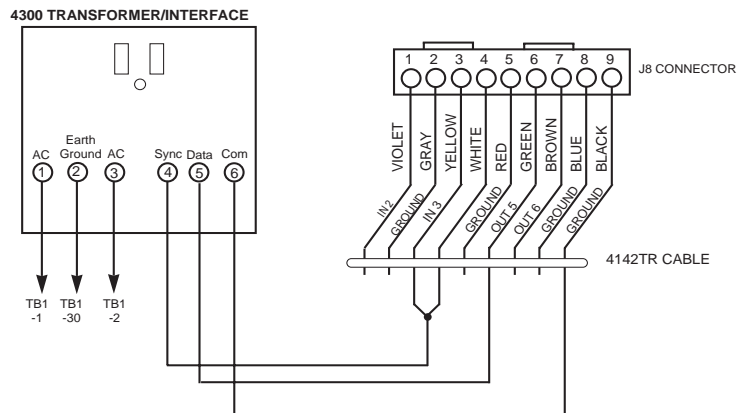 4300 TRANSFORMER/INTERFACE
AC
1
Earth
Ground
2
AC
3
Sync
4
Data
5
Com
6
TB1
-1
TB1
-30
TB1
-2
1 2 3 4 5 6 7 8 9
J8 CONNECTOR
VIOLET
GRAY
YELLOW
WHITE
RED
GREEN
BROWN
BLUE
BLACK
IN2
GROUND
IN 3
GROUND
OUT 5
OUT 6
GROUND
GROUND
4142TR CABLE